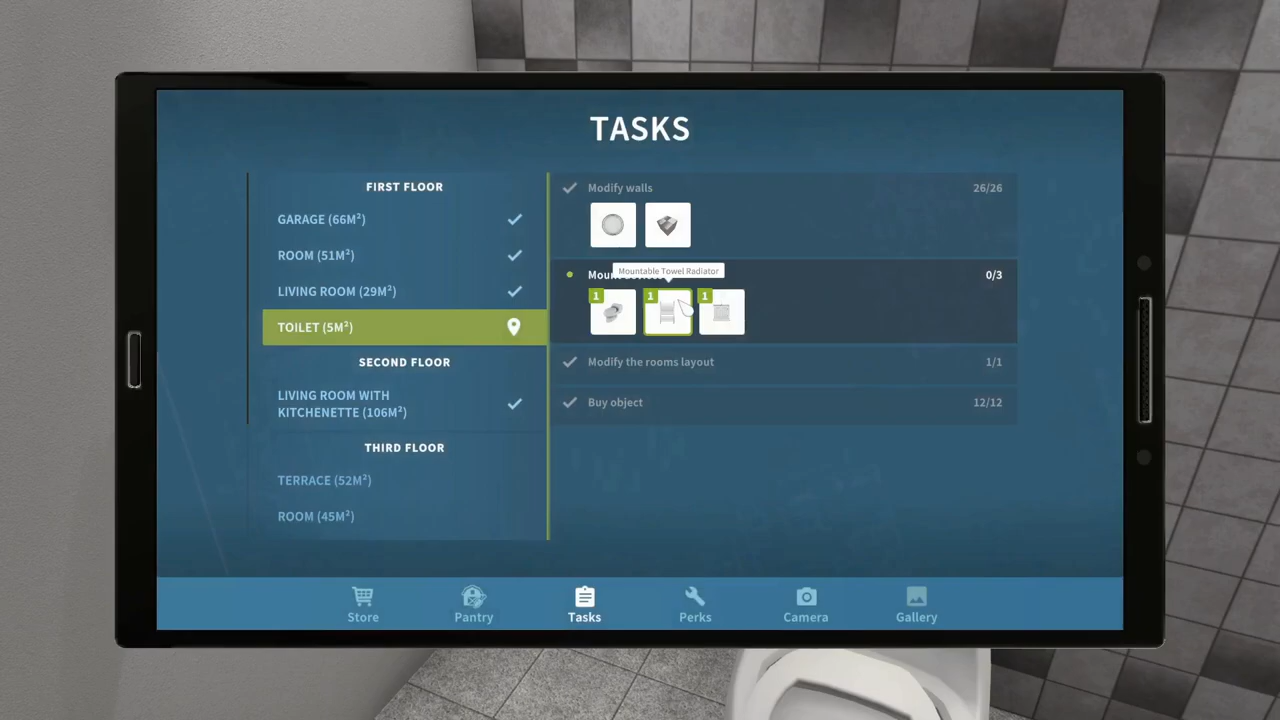 TASKS
FIRST FLOOR
GARAGE (66M²)
ROOM (51M²)
LIVING ROOM (29M²)
TOILET (5M²)
SECOND FLOOR
LIVING ROOM WITH
KITCHENETTE (106M²)
THIRD FLOOR
TERRACE (52M²)
ROOM (45M²)
Modify walls 26/26
Mountable Towel Radiator
0/3
1 1 1
Modify the rooms layout 1/1
Buy object 12/12
Store Pantry Tasks Perks Camera Gallery